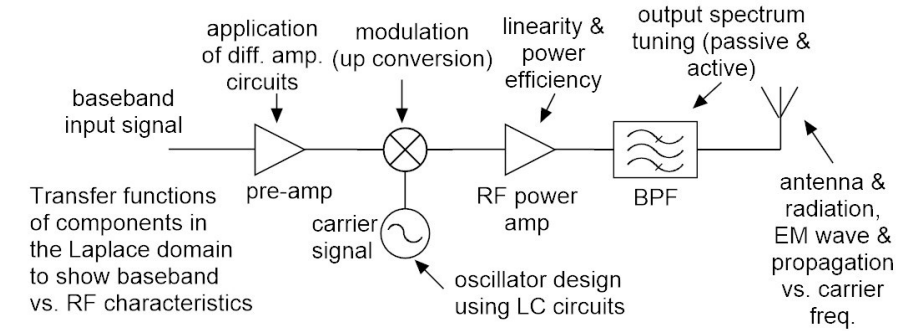 application
of diff. amp.
circuits
modulation
(up conversion)
linearity &
power
efficiency
output spectrum
tuning (passive &
active)
baseband
input signal
pre-amp
RF power
amp
BPF
carrier
signal
Transfer functions
of components in
the Laplace domain
to show baseband
vs. RF characteristics
oscillator design
using LC circuits
antenna &
radiation,
EM wave &
propagation
vs. carrier
freq.